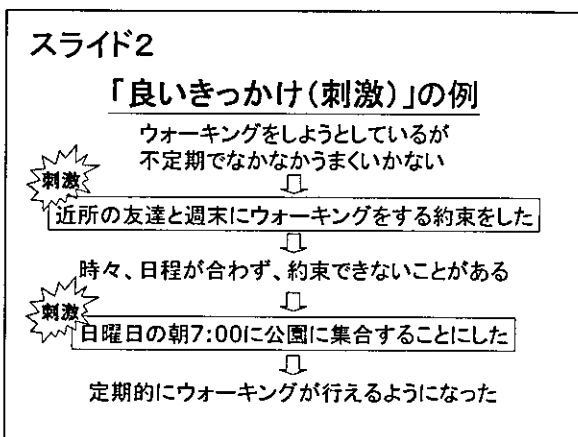 スライド2
「良いきっかけ(刺激)」の例
ウォーキングをしようとしているが
不定期でなかなかうまくいかない
刺激
近所の友達と週末にウォーキングをする約束をした
時々、日程が合わず、約束できないことがある
刺激
日曜日の朝7:00に公園に集合することにした
定期的にウォーキングが行えるようになった